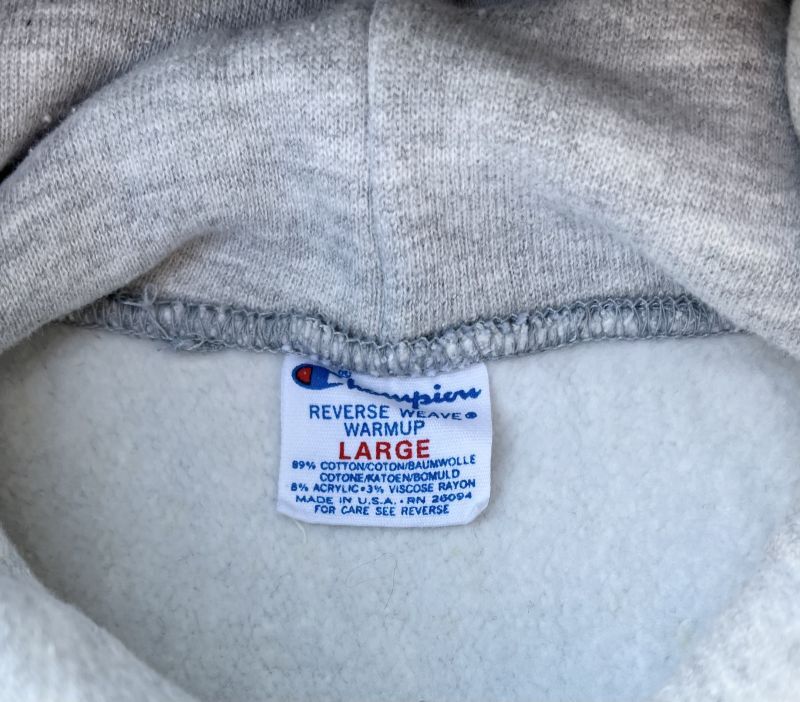 Champion
REVERSE WEAVE®
WARMUP
LARGE
89% COTTON/COTON/BAUMWOLLE
COTONE/KATOEN/BOMULD
8% ACRYLIC•3% VISCOSE RAYON
MADE IN U.S.A. • RN 26094
FOR CARE SEE REVERSE